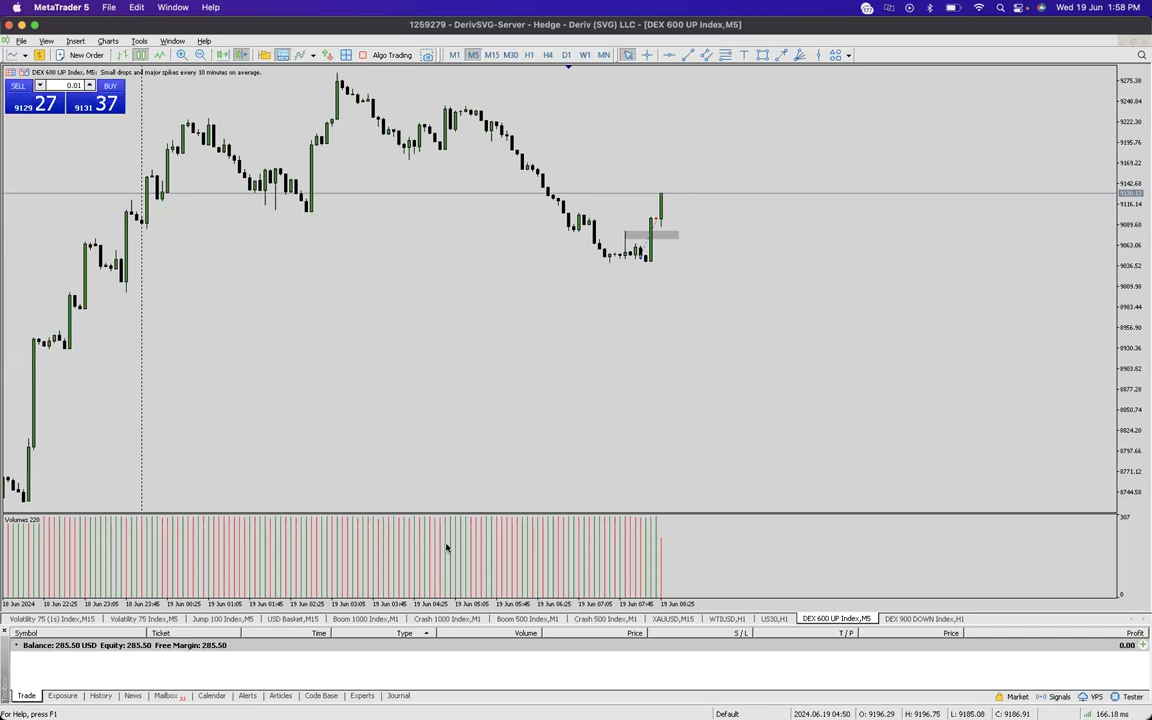 MetaTrader 5 File Edit Window Help Wed 19 Jun 1:58 PM
1259279 - DerivSVG-Server - Hedge - Deriv (SVG) LLC - [DEX 600 UP Index,M5]
File Edit View Insert Charts Tools Window Help
New Order Algo Trading M1 M5 M15 M30 H1 H4 D1 W1 MN
DEX 600 UP Index, M5: Small drops and major spikes every 10 minutes on average.
SELL 0.01 BUY
9129 27 9131 37
9275.38
9248.84
9222.30
9195.76
9169.22
9142.68
9130.13
9116.14
9089.60
9063.06
9036.52
9009.98
8983.44
8956.90
8930.36
8903.82
8877.28
8850.74
8824.20
8797.66
8771.12
8744.58
Volumes 220
307
0
18 Jun 2024 18 Jun 22:25 18 Jun 23:05 18 Jun 23:45 19 Jun 00:25 19 Jun 01:05 19 Jun 01:45 19 Jun 02:25 19 Jun 03:05 19 Jun 03:45 19 Jun 04:25 19 Jun 05:05 19 Jun 05:45 19 Jun 06:25 19 Jun 07:05 19 Jun 07:45 19 Jun 08:25
Volatility 75 (1s) Index,M15 Volatility 75 Index,M5 Jump 100 Index,M5 USD Basket,M15 Boom 1000 Index,M1 Crash 1000 Index,M1 Boom 500 Index,M1 Crash 500 Index,M1 XAUUSD,M15 WTIUSD,H1 US30,H1 DEX 600 UP Index,M5 DEX 900 DOWN Index,H1
Symbol Ticket Time Type Volume Price S / L T / P Price Profit
Balance: 285.50 USD Equity: 285.50 Free Margin: 285.50 0.00
Trade Exposure History News Mailbox Calendar Alerts Articles Code Base Experts Journal Market Signals VPS Tester
For Help, press F1 Default 2024.06.19 04:50 O: 9196.29 H: 9196.75 L: 9185.08 C: 9186.91 166.18 ms